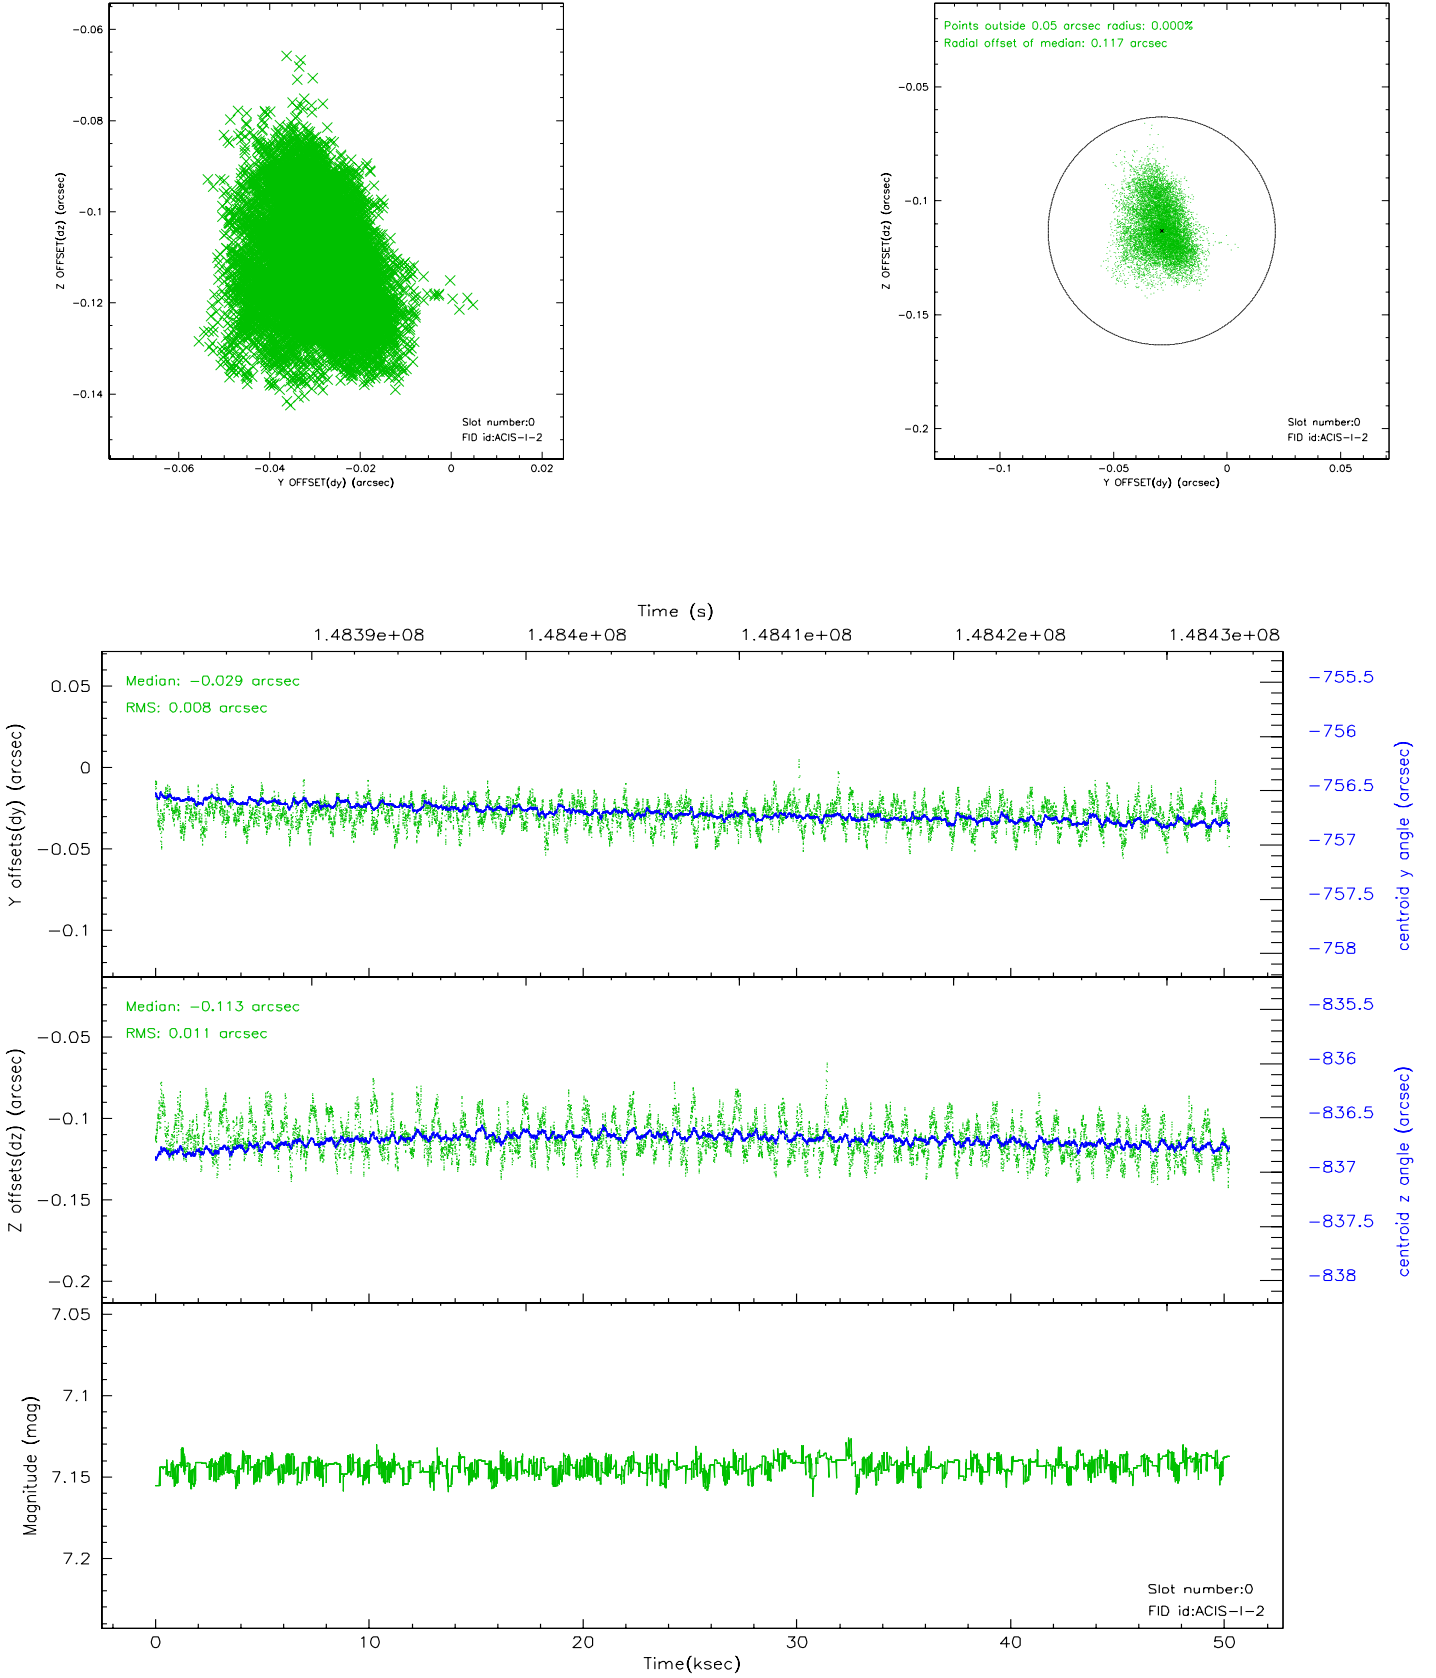 −0.06
−0.08
−0.1
−0.12
−0.14
Z OFFSET(dz) (arcsec)
Slot number:0
FID id:ACIS−I−2
−0.06 −0.04 −0.02 0 0.02
Y OFFSET(dy) (arcsec)
Points outside 0.05 arcsec radius: 0.000%
Radial offset of median: 0.117 arcsec
−0.05
−0.1
−0.15
−0.2
Z OFFSET(dz) (arcsec)
Slot number:0
FID id:ACIS−I−2
−0.1 −0.05 0 0.05
Y OFFSET(dy) (arcsec)
Time (s)
1.4839e+08 1.484e+08 1.4841e+08 1.4842e+08 1.4843e+08
Median: −0.029 arcsec
RMS: 0.008 arcsec
0.05
0
−0.05
−0.1
Y offsets(dy) (arcsec)
−755.5
−756
−756.5
−757
−757.5
−758
centroid y angle (arcsec)
Median: −0.113 arcsec
RMS: 0.011 arcsec
−0.05
−0.1
−0.15
−0.2
Z offsets(dz) (arcsec)
−835.5
−836
−836.5
−837
−837.5
−838
centroid z angle (arcsec)
7.05
7.1
7.15
7.2
Magnitude (mag)
Slot number:0
FID id:ACIS−I−2
0 10 20 30 40 50
Time(ksec)